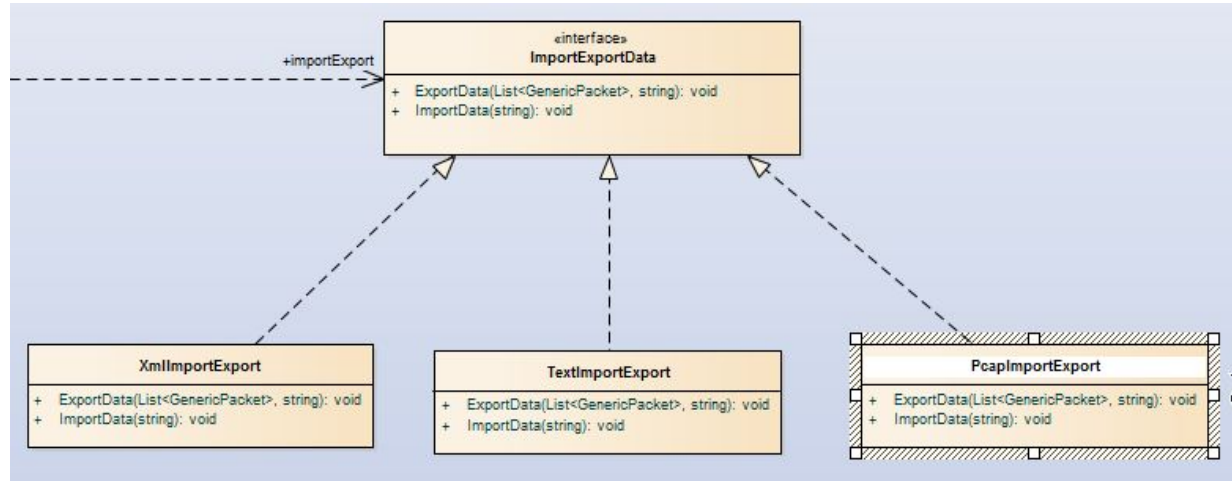 +importExport
«interface»
ImportExportData
+ ExportData(List<GenericPacket>, string): void
+ ImportData(string): void
XmlImportExport
+ ExportData(List<GenericPacket>, string): void
+ ImportData(string): void
TextImportExport
+ ExportData(List<GenericPacket>, string): void
+ ImportData(string): void
PcapImportExport
+ ExportData(List<GenericPacket>, string): void
+ ImportData(string): void